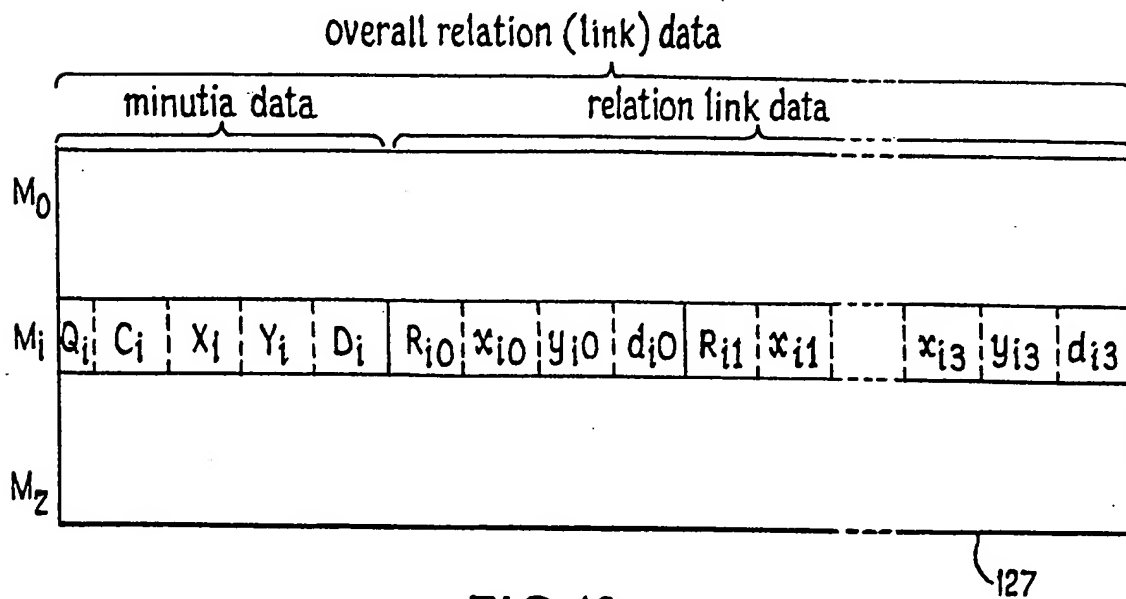 overall relation (link) data
minutia data relation link data
M0
Mi Qi Ci Xi Yi Di Ri0 xi0 yi0 di0 Ri1 xi1 xi3 yi3 di3
MZ
127